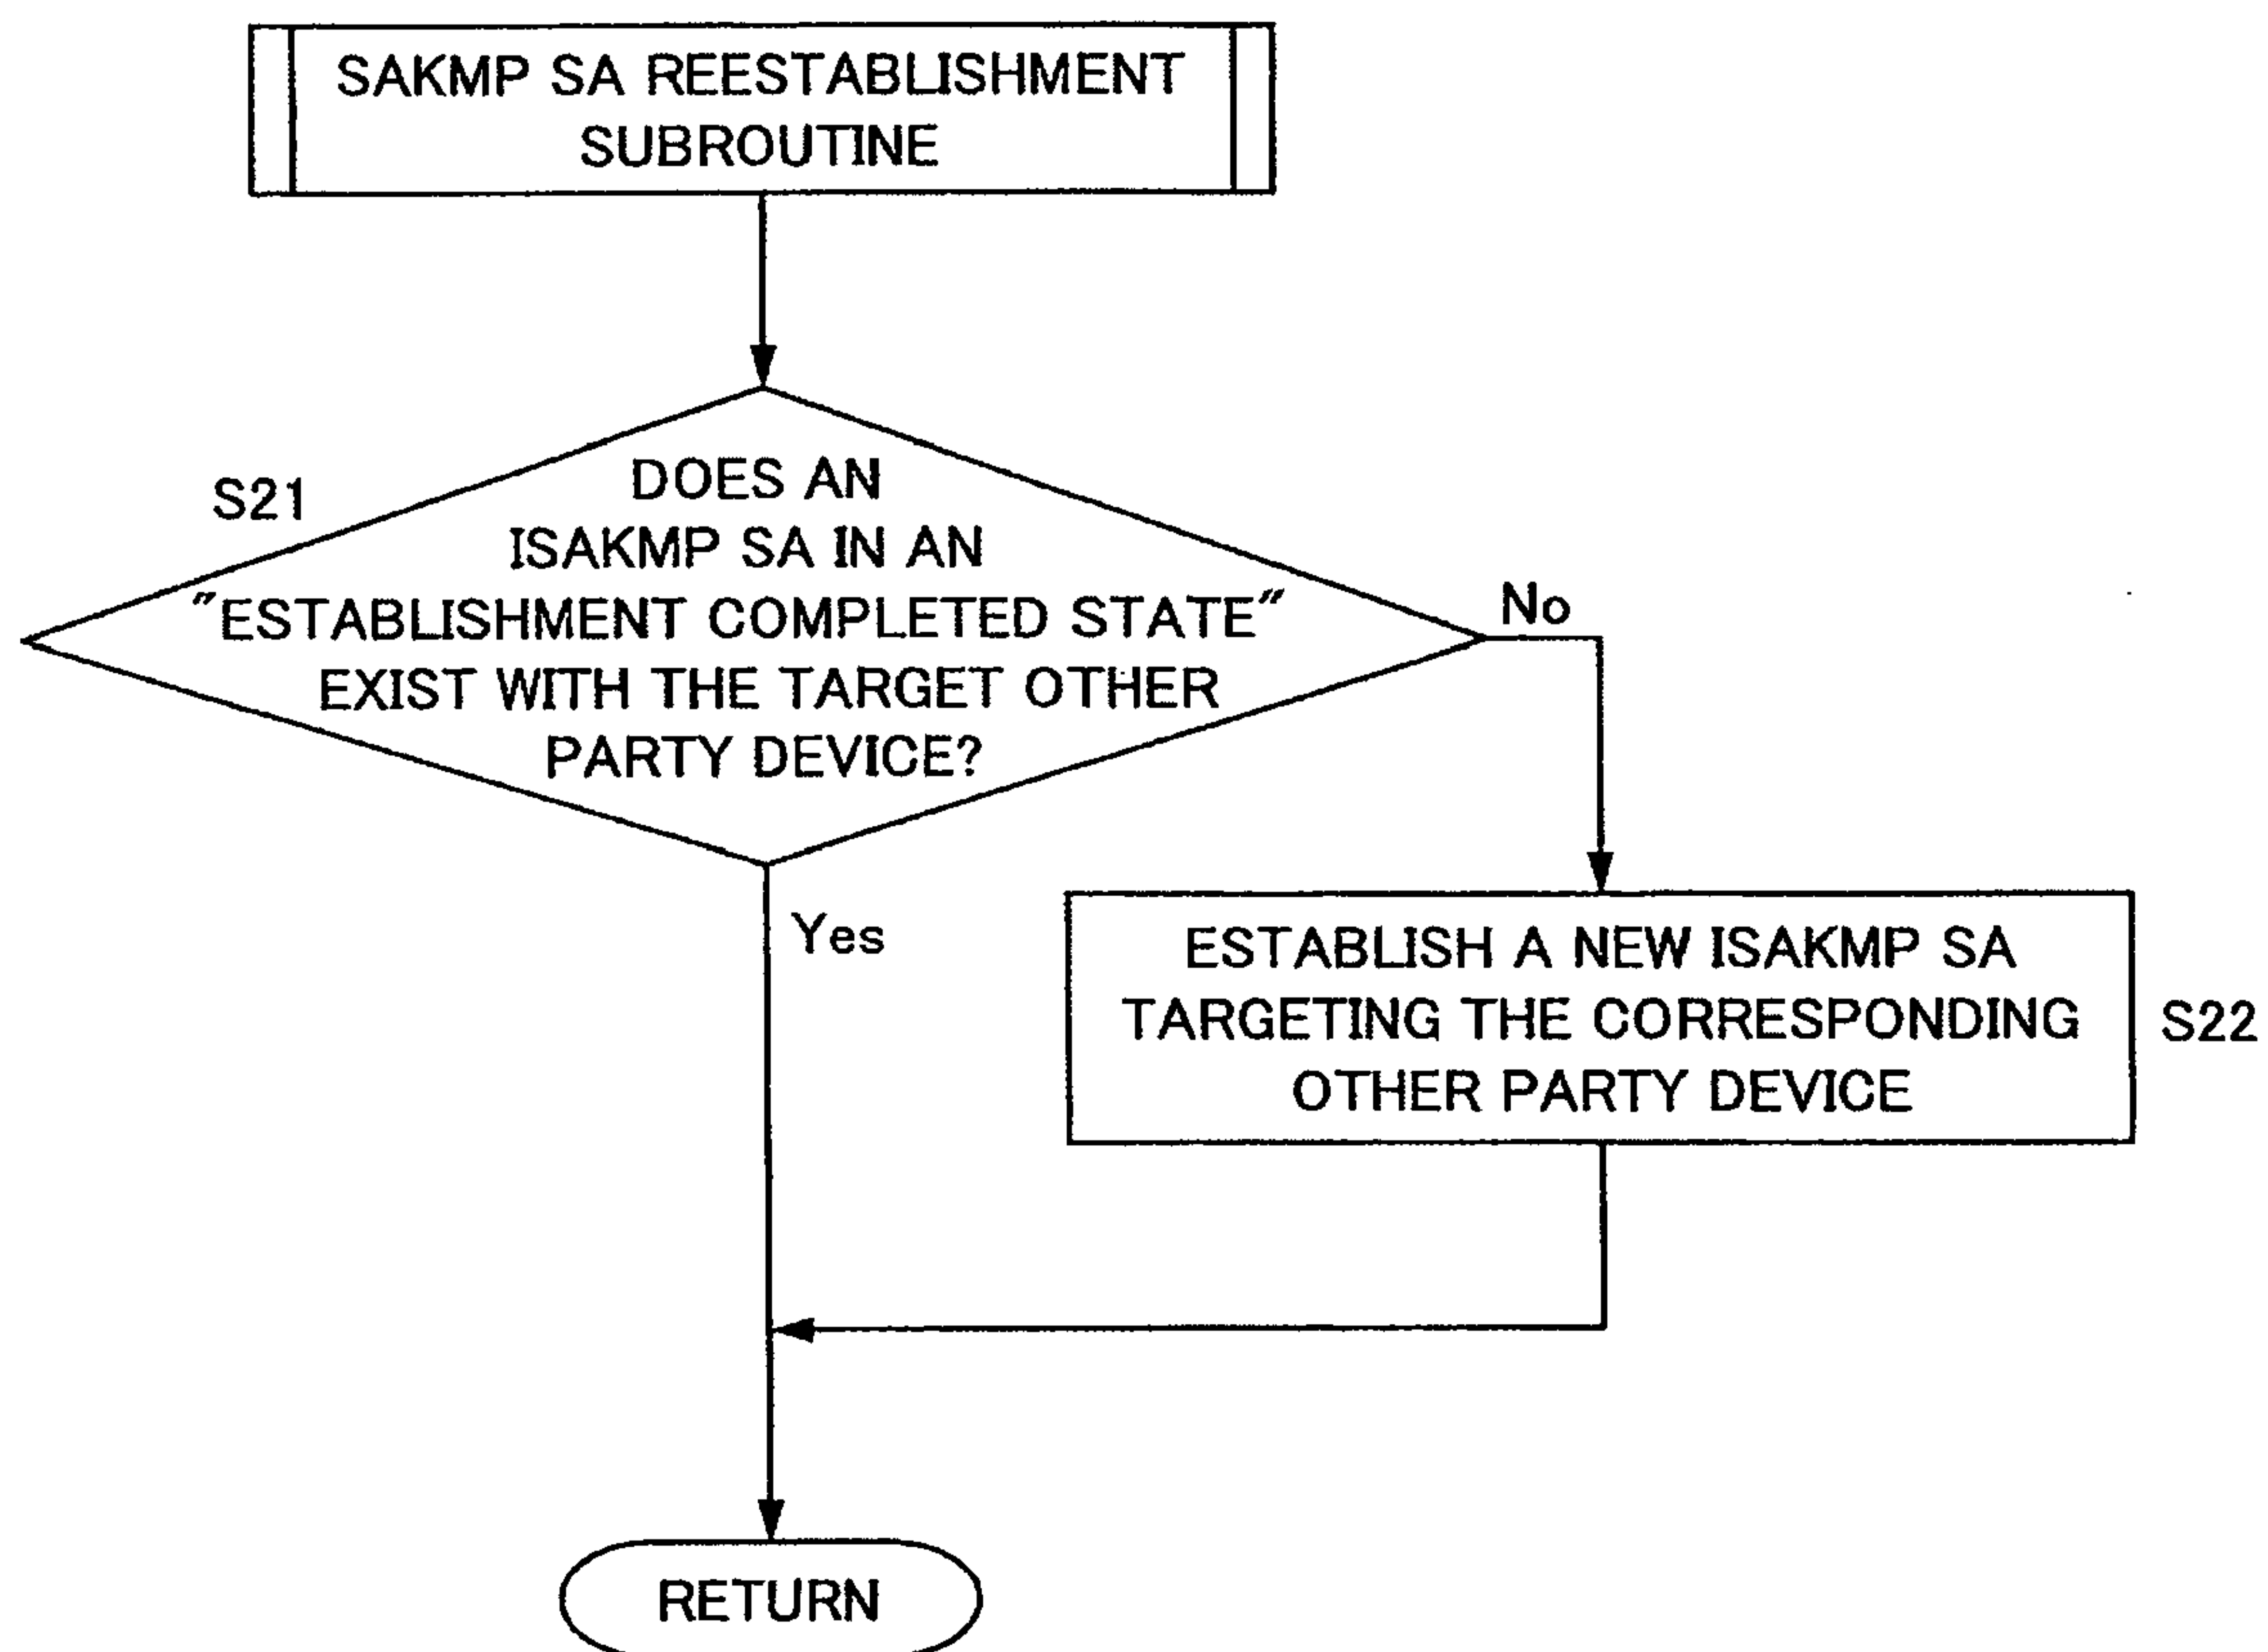 SAKMP SA REESTABLISHMENT
SUBROUTINE
S21
DOES AN
ISAKMP SA IN AN
"ESTABLISHMENT COMPLETED STATE"
EXIST WITH THE TARGET OTHER
PARTY DEVICE?
No
Yes
ESTABLISH A NEW ISAKMP SA
TARGETING THE CORRESPONDING
OTHER PARTY DEVICE
S22
RETURN